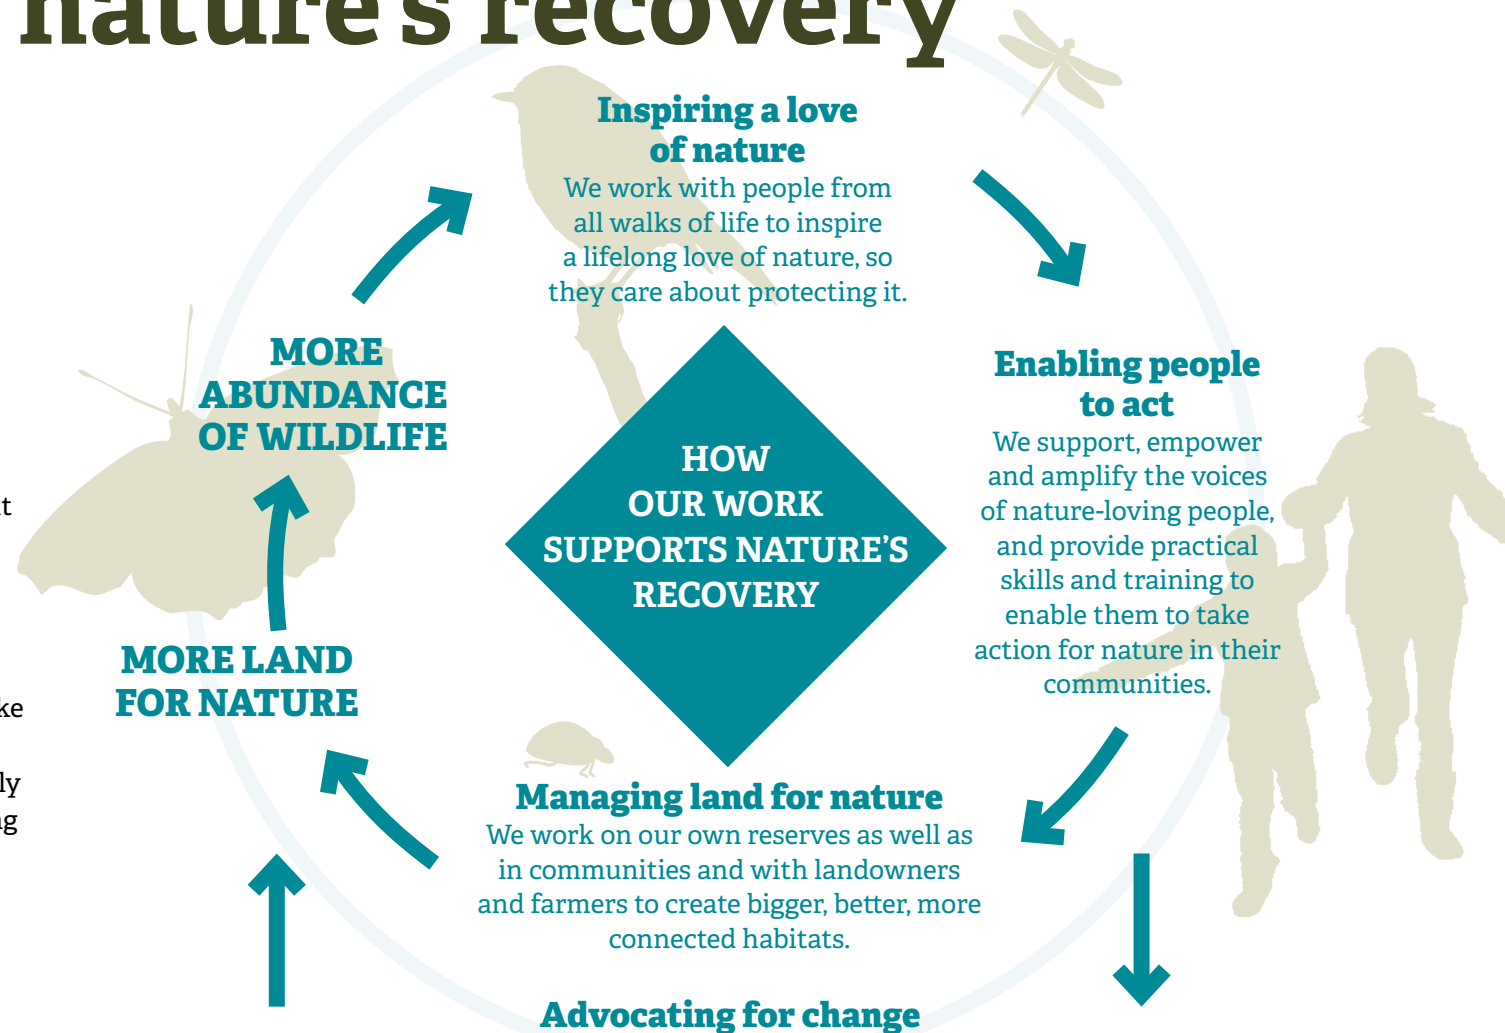 nature's recovery
Inspiring a love
of nature
We work with people from
all walks of life to inspire
a lifelong love of nature, so
they care about protecting it.
Enabling people
to act
We support, empower
and amplify the voices
of nature-loving people,
and provide practical
skills and training to
enable them to take
action for nature in their
communities.
MORE
ABUNDANCE
OF WILDLIFE
HOW
OUR WORK
SUPPORTS NATURE'S
RECOVERY
MORE LAND
FOR NATURE
Managing land for nature
We work on our own reserves as well as
in communities and with landowners
and farmers to create bigger, better, more
connected habitats.
Advocating for change